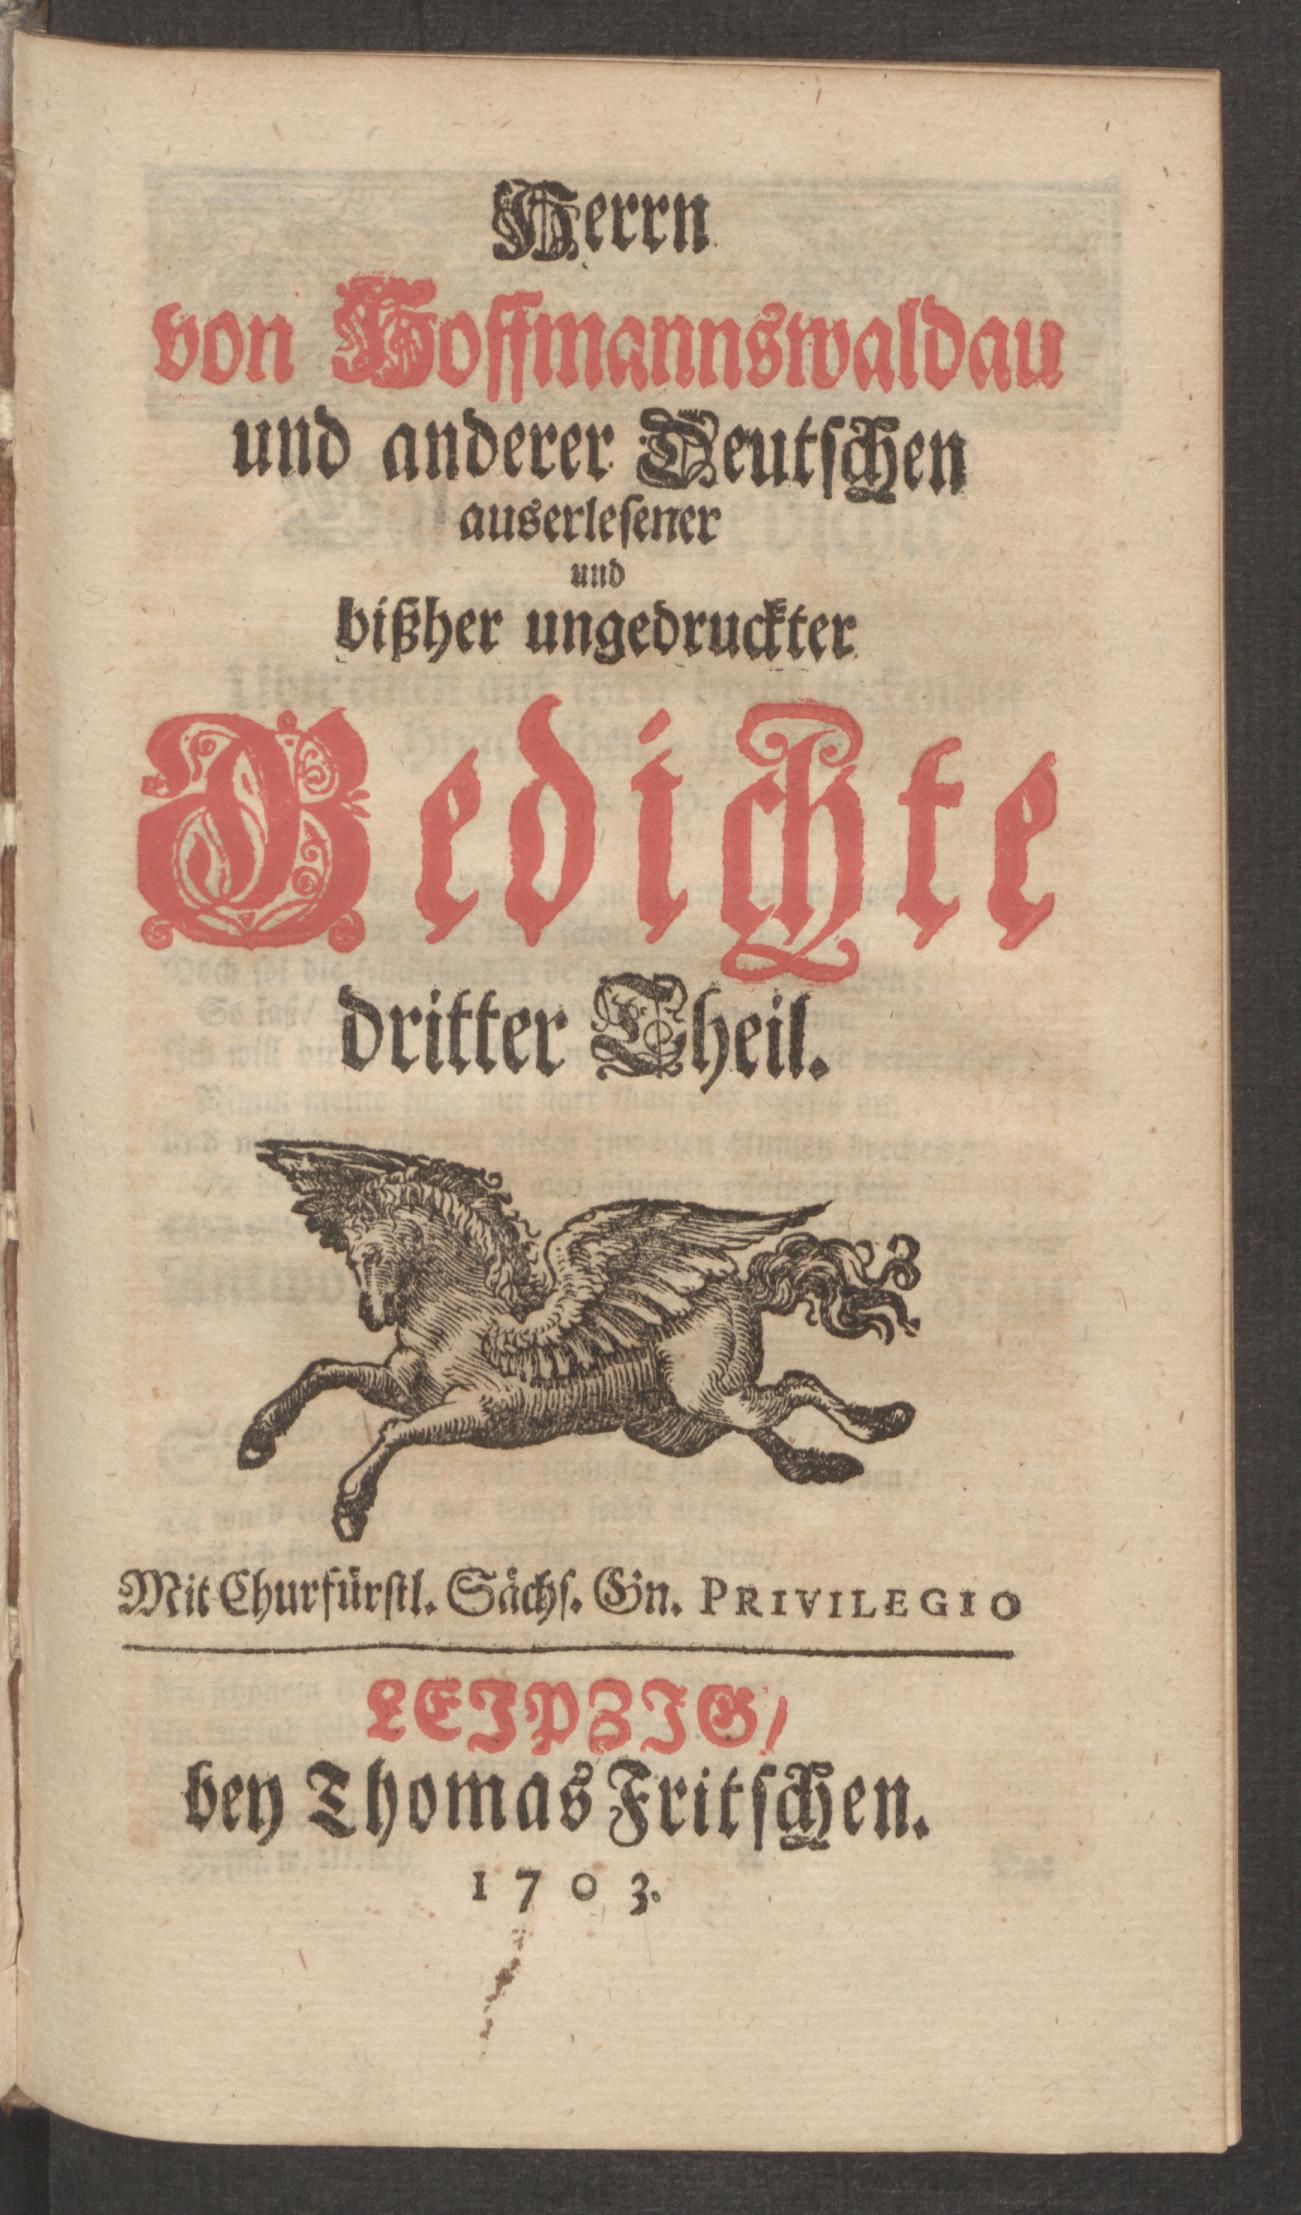 Herrn
von Hoffmannswaldau
und anderer Deutſchen
auserleſener
und
bißher ungedruckter
Gedichte
dritter Theil.
Mit Churfürſtl. Sächſ. Gn. PRIVILEGIO
LEIPZIG/
bey Thomas Fritſchen.
1703.